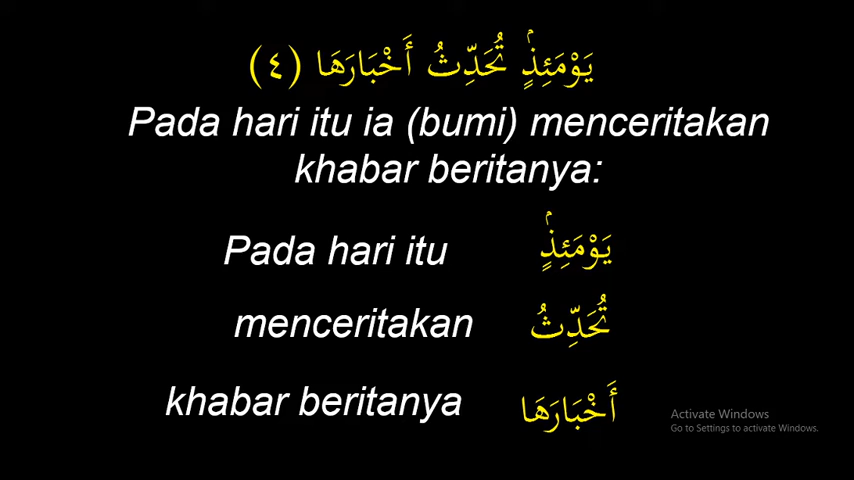 يَوْمَئِذٍ تُحَدِّثُ أَخْبَارَهَا (٤)
Pada hari itu ia (bumi) menceritakan
khabar beritanya:
Pada hari itu يَوْمَئِذٍ
menceritakan تُحَدِّثُ
khabar beritanya أَخْبَارَهَا
Activate Windows
Go to Settings to activate Windows.